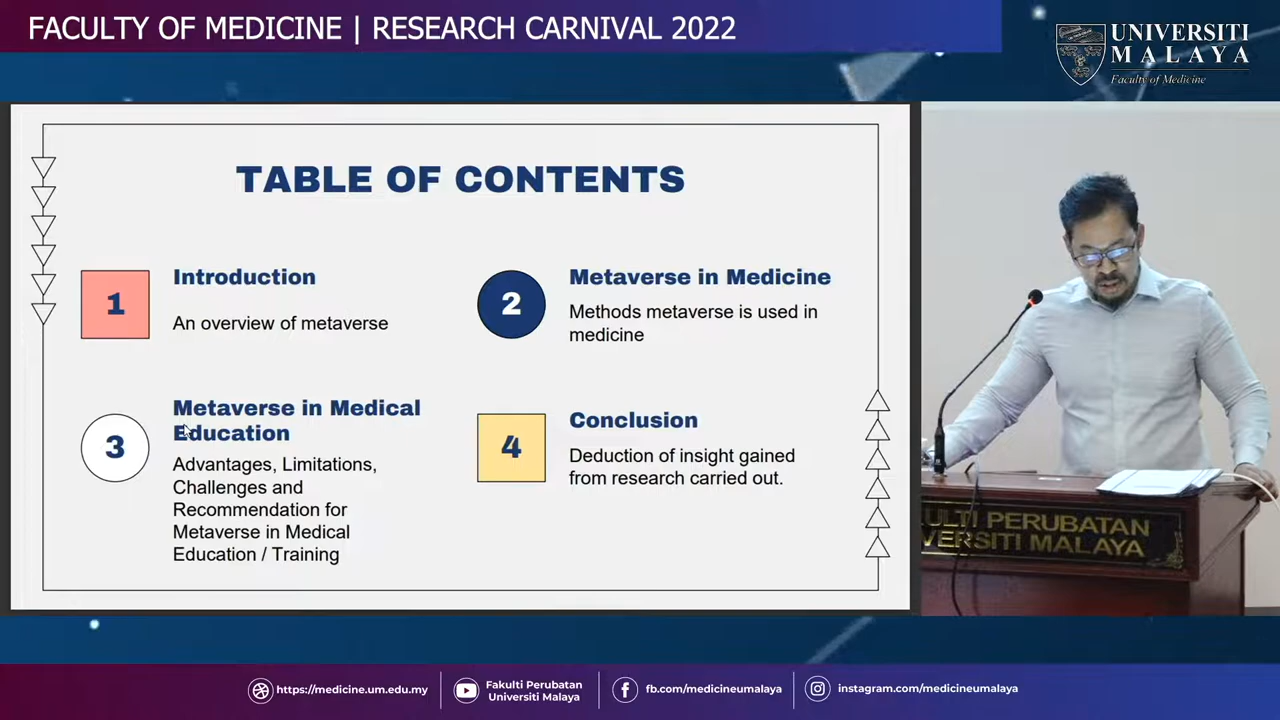 FACULTY OF MEDICINE | RESEARCH CARNIVAL 2022
UNIVERSITI
MALAYA
Faculty of Medicine
TABLE OF CONTENTS
1
Introduction
An overview of metaverse
2
Metaverse in Medicine
Methods metaverse is used in
medicine
3
Metaverse in Medical
Education
Advantages, Limitations,
Challenges and
Recommendation for
Metaverse in Medical
Education / Training
4
Conclusion
Deduction of insight gained
from research carried out.
ULTI PERUBATAN
VERSITI MALAYA
https://medicine.um.edu.my
Fakulti Perubatan
Universiti Malaya
fb.com/medicineumalaya
instagram.com/medicineumalaya